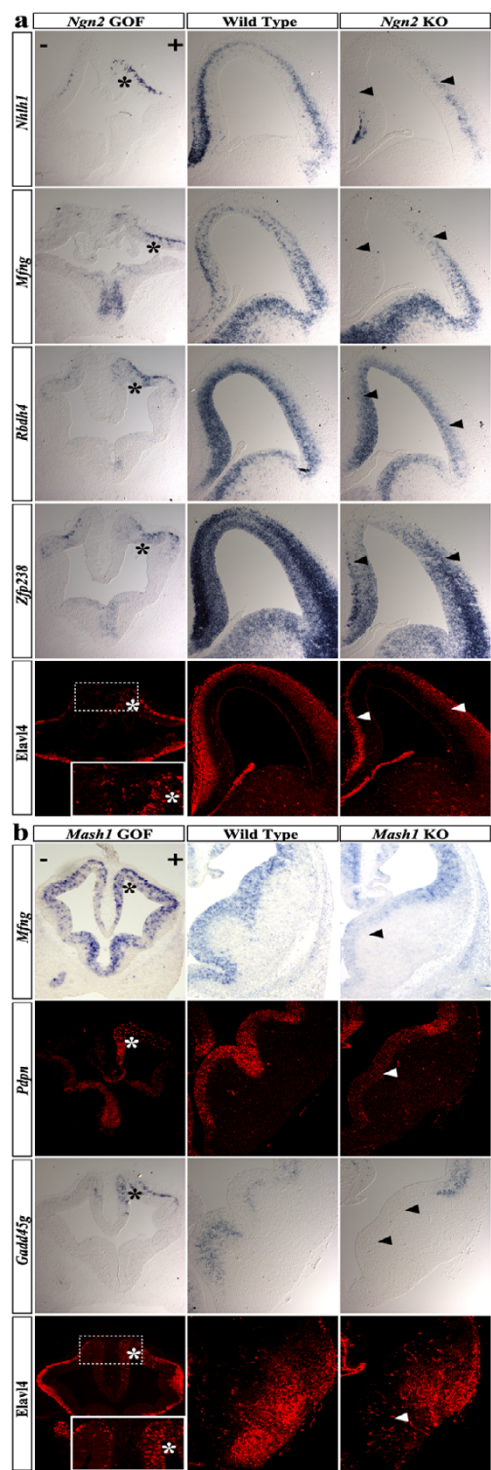 a Ngn2 GOF Wild Type Ngn2 KO
- +
*
Nhlh1
Mfng
*
Rbdh4
*
Zfp238
*
Elavl4
*
*
b Mash1 GOF Wild Type Mash1 KO
- +
*
Mfng
Pdpn
*
Gadd45g
*
Elavl4
*
*